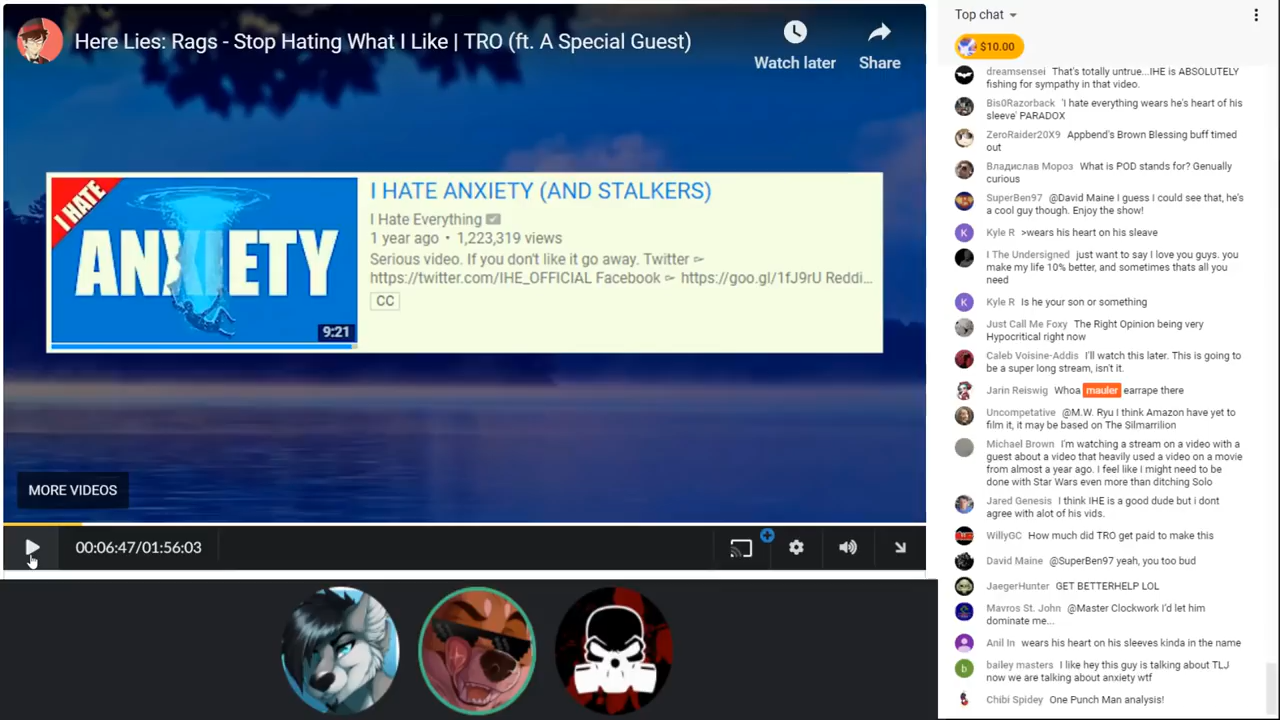 Here Lies: Rags - Stop Hating What I Like | TRO (ft. A Special Guest)
Watch later
Share
I HATE
ANXIETY
9:21
I HATE ANXIETY (AND STALKERS)
I Hate Everything
1 year ago • 1,223,319 views
Serious video. If you don't like it go away. Twitter ➢
https://twitter.com/IHE_OFFICIAL Facebook ➢ https://goo.gl/1fJ9rU Reddi...
CC
MORE VIDEOS
00:06:47/01:56:03
Top chat
$10.00
dreamsensei That's totally untrue...IHE is ABSOLUTELY
fishing for sympathy in that video.
Bis0Razorback 'I hate everything wears he's heart of his
sleeve' PARADOX
ZeroRaider20X9 Appbend's Brown Blessing buff timed
out
Владислав Мороз What is POD stands for? Genually
curious
SuperBen97 @David Maine I guess I could see that, he's
a cool guy though. Enjoy the show!
Kyle R >wears his heart on his sleave
I The Undersigned just want to say I love you guys. you
make my life 10% better, and sometimes thats all you
need
Kyle R Is he your son or something
Just Call Me Foxy The Right Opinion being very
Hypocritical right now
Caleb Voisine-Addis I'll watch this later. This is going to
be a super long stream, isn't it.
Jarin Reiswig Whoa mauler earrape there
Uncompetative @M.W. Ryu I think Amazon have yet to
film it, it may be based on The Silmarrilion
Michael Brown I'm watching a stream on a video with a
guest about a video that heavily used a video on a movie
from almost a year ago. I feel like I might need to be
done with Star Wars even more than ditching Solo
Jared Genesis I think IHE is a good dude but i dont
agree with alot of his vids.
WillyGC How much did TRO get paid to make this
David Maine @SuperBen97 yeah, you too bud
JaegerHunter GET BETTERHELP LOL
Mavros St. John @Master Clockwork I'd let him
dominate me...
Anil In wears his heart on his sleeves kinda in the name
bailey masters I like hey this guy is talking about TLJ
now we are talking about anxiety wtf
Chibi Spidey One Punch Man analysis!